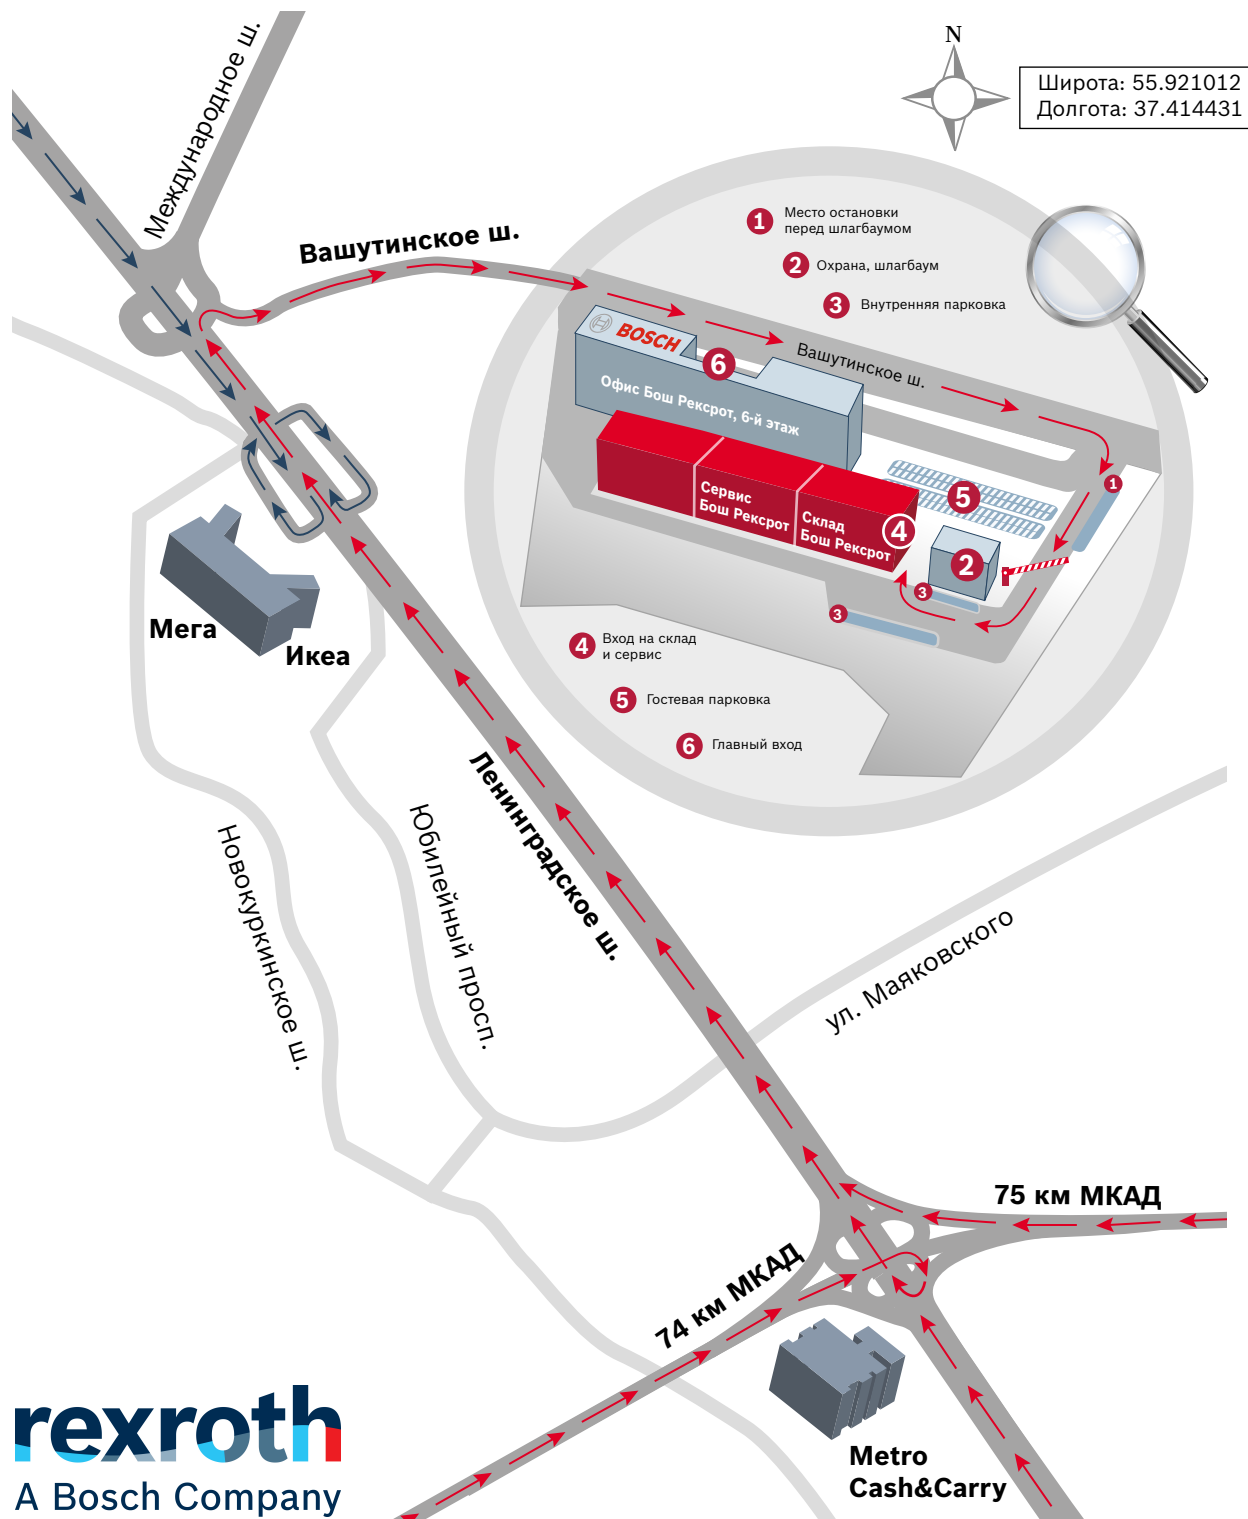 N
Широта: 55.921012
Долгота: 37.414431
Международное ш.
Вашутинское ш.
1 Место остановки
перед шлагбаумом
2 Охрана, шлагбаум
3 Внутренняя парковка
BOSCH
6
Вашутинское ш.
Офис Бош Рексрот, 6-й этаж
1
5
Сервис
Бош Рексрот
Склад
Бош Рексрот
4
2
3
3
4 Вход на склад
и сервис
5 Гостевая парковка
6 Главный вход
Мега
Икеа
Ленинградское ш.
Юбилейный просп.
Новокуркинское ш.
ул. Маяковского
75 км МКАД
74 км МКАД
Metro
Cash&Carry
rexroth
A Bosch Company